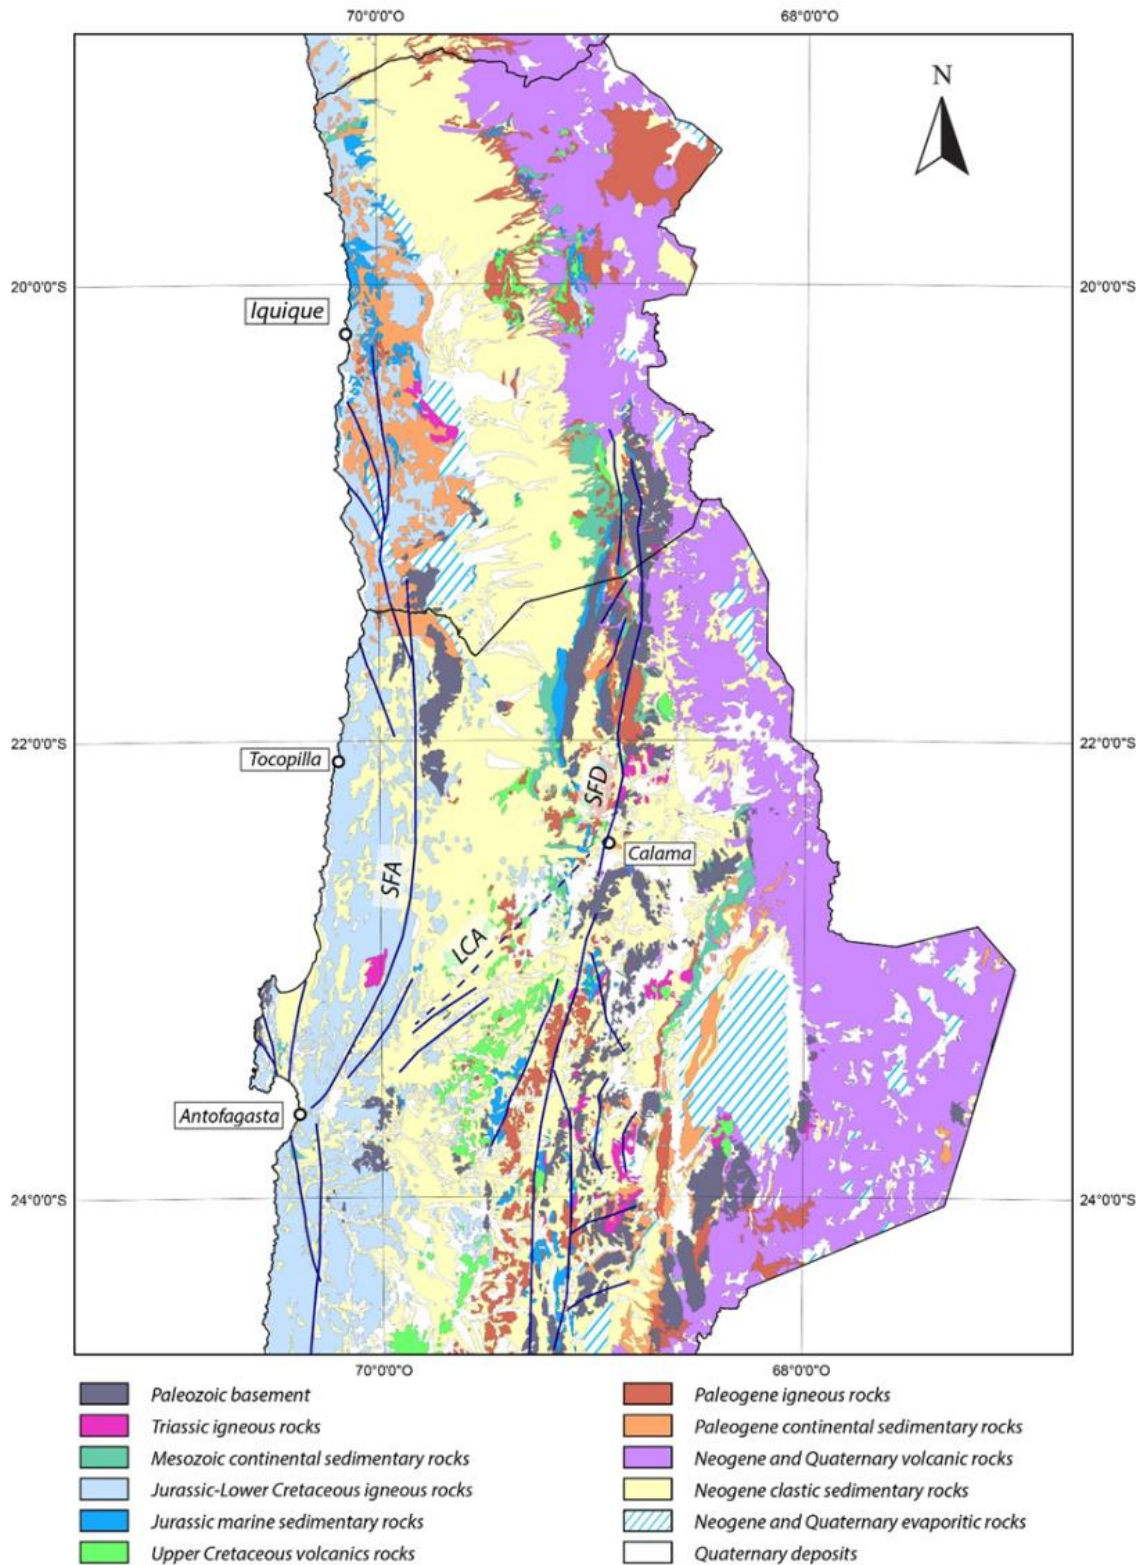 70°0'0"O 68°0'0"O
N
20°0'0"S 20°0'0"S
Iquique
22°0'0"S 22°0'0"S
Tocopilla
SFD
Calama
SFA
LCA
Antofagasta
24°0'0"S 24°0'0"S
70°0'0"O 68°0'0"O
Paleozoic basement
Triassic igneous rocks
Mesozoic continental sedimentary rocks
Jurassic-Lower Cretaceous igneous rocks
Jurassic marine sedimentary rocks
Upper Cretaceous volcanics rocks
Paleogene igneous rocks
Paleogene continental sedimentary rocks
Neogene and Quaternary volcanic rocks
Neogene clastic sedimentary rocks
Neogene and Quaternary evaporitic rocks
Quaternary deposits